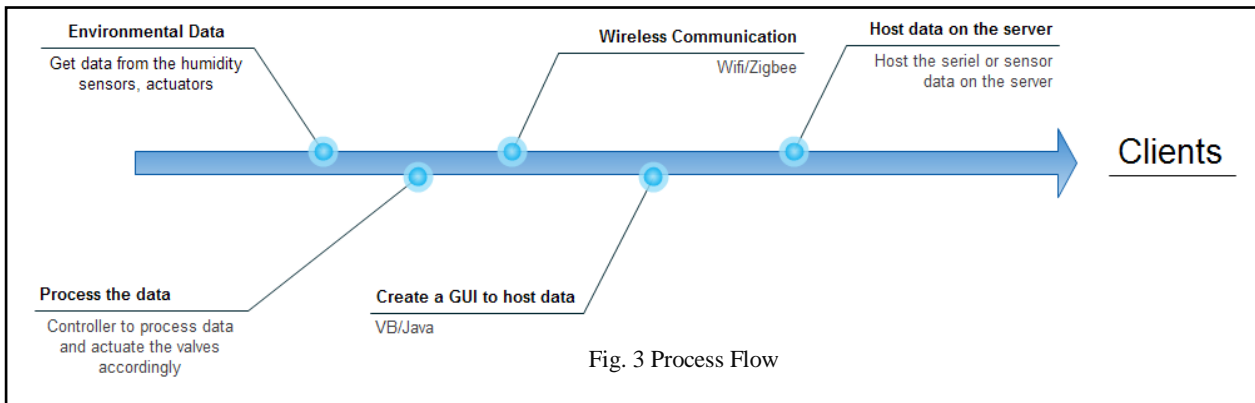 Environmental Data
Get data from the humidity
sensors, actuators
Wireless Communication
Wifi/Zigbee
Host data on the server
Host the seriel or sensor
data on the server
Clients
Process the data
Controller to process data
and actuate the valves
accordingly
Create a GUI to host data
VB/Java
Fig. 3 Process Flow